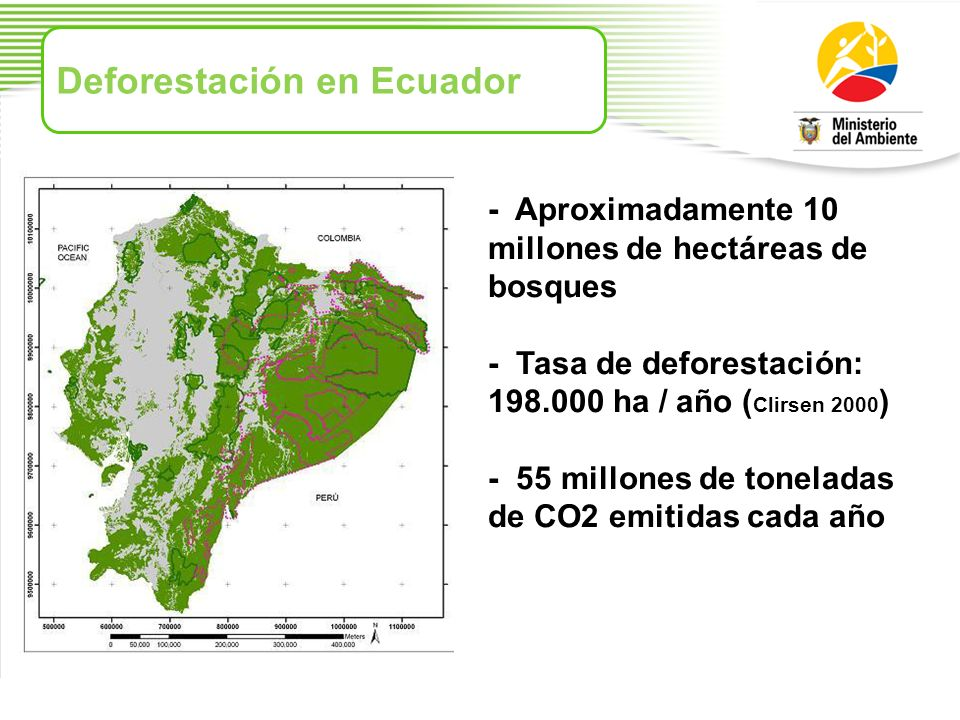 Deforestación en Ecuador
Ministerio
del Ambiente
PACIFIC
OCEAN
COLOMBIA
PERÚ
10100000
10000000
9900000
9800000
9700000
9600000
9500000
500000 600000 700000 800000 900000 1000000 1100000
N
Meters
0 50,000 100,000 200,000 300,000 400,000
- Aproximadamente 10
millones de hectáreas de
bosques
- Tasa de deforestación:
198.000 ha / año (Clirsen 2000)
- 55 millones de toneladas
de CO2 emitidas cada año